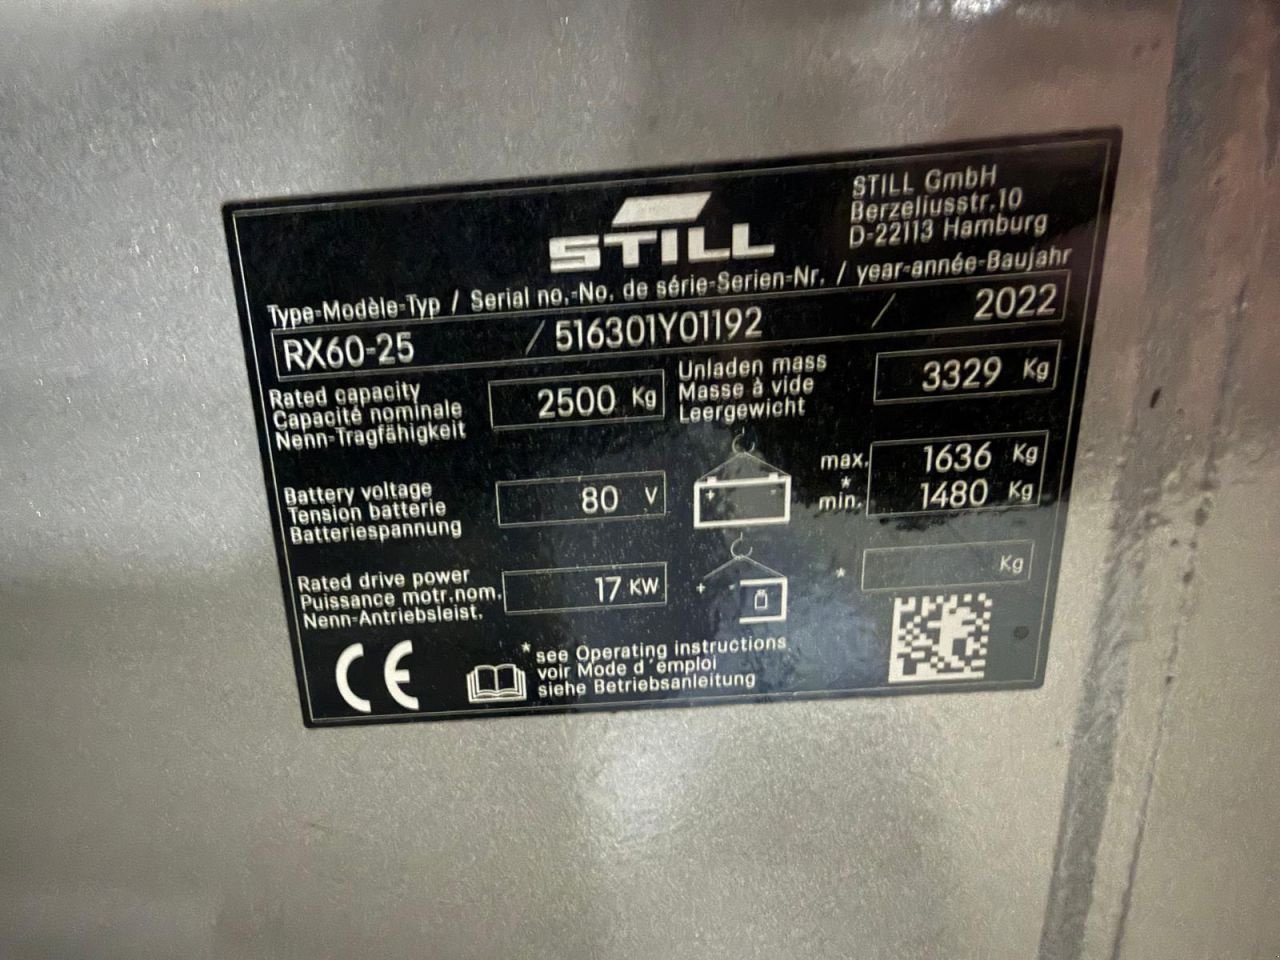 STILL
STILL GmbH
Berzeliusstr.10
D-22113 Hamburg
Type-Modèle-Typ / Serial no.-No. de série-Serien-Nr. / year-année-Baujahr
RX60-25 / 516301Y01192 / 2022
Rated capacity
Capacité nominale
Nenn-Tragfähigkeit
2500 Kg
Unladen mass
Masse à vide
Leergewicht
3329 Kg
Battery voltage
Tension batterie
Batteriespannung
80 V
+ -
max. 1636 Kg
*
min. 1480 Kg
Rated drive power
Puissance motr.nom.
Nenn-Antriebsleist.
17 KW
+ -
* Kg
CE
* see Operating instructions
voir Mode d'emploi
siehe Betriebsanleitung